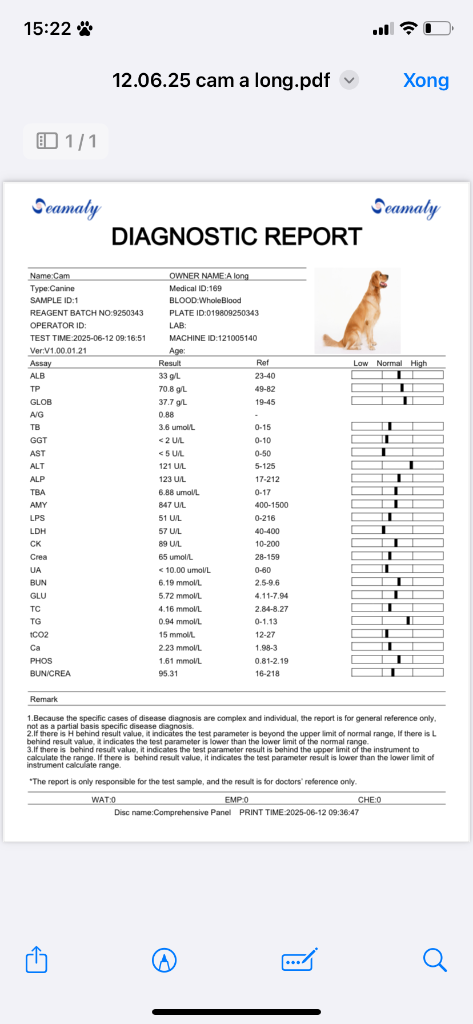 15:22
12.06.25 cam a long.pdf
Xong
1/1
Seamaty Seamaty
DIAGNOSTIC REPORT
Name:Cam OWNER NAME:A long
Type:Canine Medical ID:169
SAMPLE ID:1 BLOOD:WholeBlood
REAGENT BATCH NO:9250343 PLATE ID:019809250343
OPERATOR ID: LAB:
TEST TIME:2025-06-12 09:16:51 MACHINE ID:121005140
Ver:V1.00.01.21 Age:
Assay Result Ref Low Normal High
ALB 33 g/L 23-40
TP 70.8 g/L 49-82
GLOB 37.7 g/L 19-45
A/G 0.88 -
TB 3.6 umol/L 0-15
GGT < 2 U/L 0-10
AST < 5 U/L 0-50
ALT 121 U/L 5-125
ALP 123 U/L 17-212
TBA 6.88 umol/L 0-17
AMY 847 U/L 400-1500
LPS 51 U/L 0-216
LDH 57 U/L 40-400
CK 89 U/L 10-200
Crea 65 umol/L 28-159
UA < 10.00 umol/L 0-60
BUN 6.19 mmol/L 2.5-9.6
GLU 5.72 mmol/L 4.11-7.94
TC 4.16 mmol/L 2.84-8.27
TG 0.94 mmol/L 0-1.13
tCO2 15 mmol/L 12-27
Ca 2.23 mmol/L 1.98-3
PHOS 1.61 mmol/L 0.81-2.19
BUN/CREA 95.31 16-218
Remark
1.Because the specific cases of disease diagnosis are complex and individual, the report is for general reference only,
not as a partial basis specific disease diagnosis.
2.If there is H behind result value, it indicates the test parameter is beyond the upper limit of normal range, If there is L
behind result value, it indicates the test parameter is lower than the lower limit of the normal range.
3.If there is behind result value, it indicates the test parameter result is behind the upper limit of the instrument to
calculate the range. If there is behind result value, it indicates the test parameter result is lower than the lower limit of
instrument calculate range.
*The report is only responsible for the test sample, and the result is for doctors' reference only.
WAT:0 EMP:0 CHE:0
Disc name:Comprehensive Panel PRINT TIME:2025-06-12 09:36:47